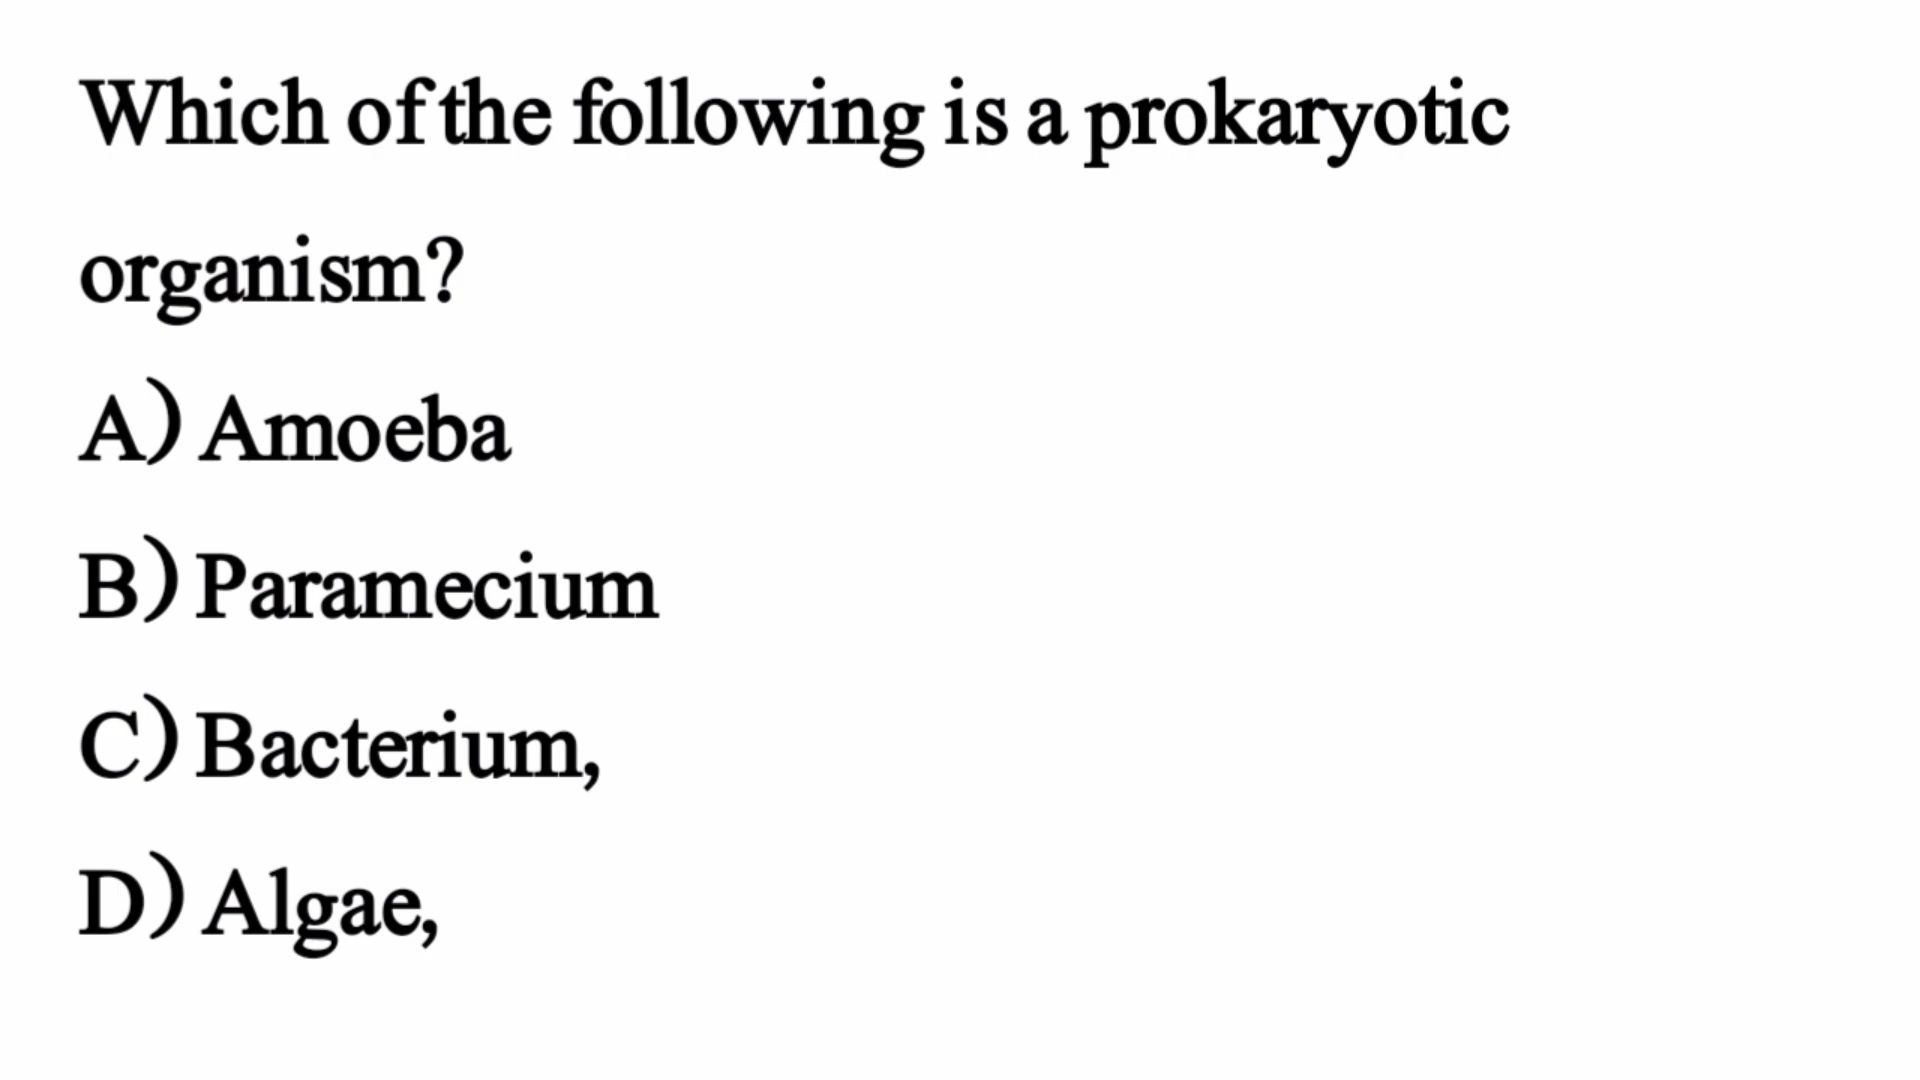 Which of the following is a prokaryotic
organism?
A) Amoeba
B) Paramecium
C) Bacterium,
D) Algae,